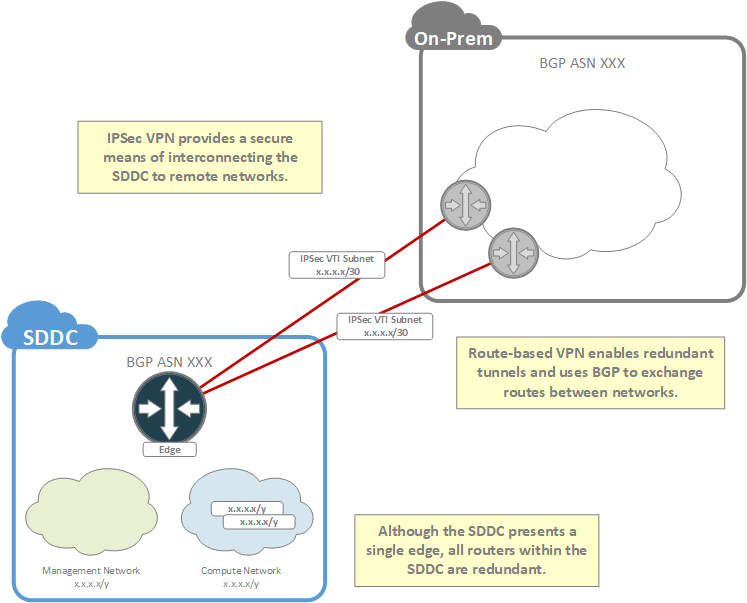 On-Prem
BGP ASN XXX
IPSec VPN provides a secure
means of interconnecting the
SDDC to remote networks.
IPSec VTI Subnet
x.x.x.x/30
IPSec VTI Subnet
x.x.x.x/30
SDDC
BGP ASN XXX
Route-based VPN enables redundant
tunnels and uses BGP to exchange
routes between networks.
Edge
x.x.x.x/y
x.x.x.x/y
Management Network
x.x.x.x/y
Compute Network
x.x.x.x/y
Although the SDDC presents a
single edge, all routers within the
SDDC are redundant.